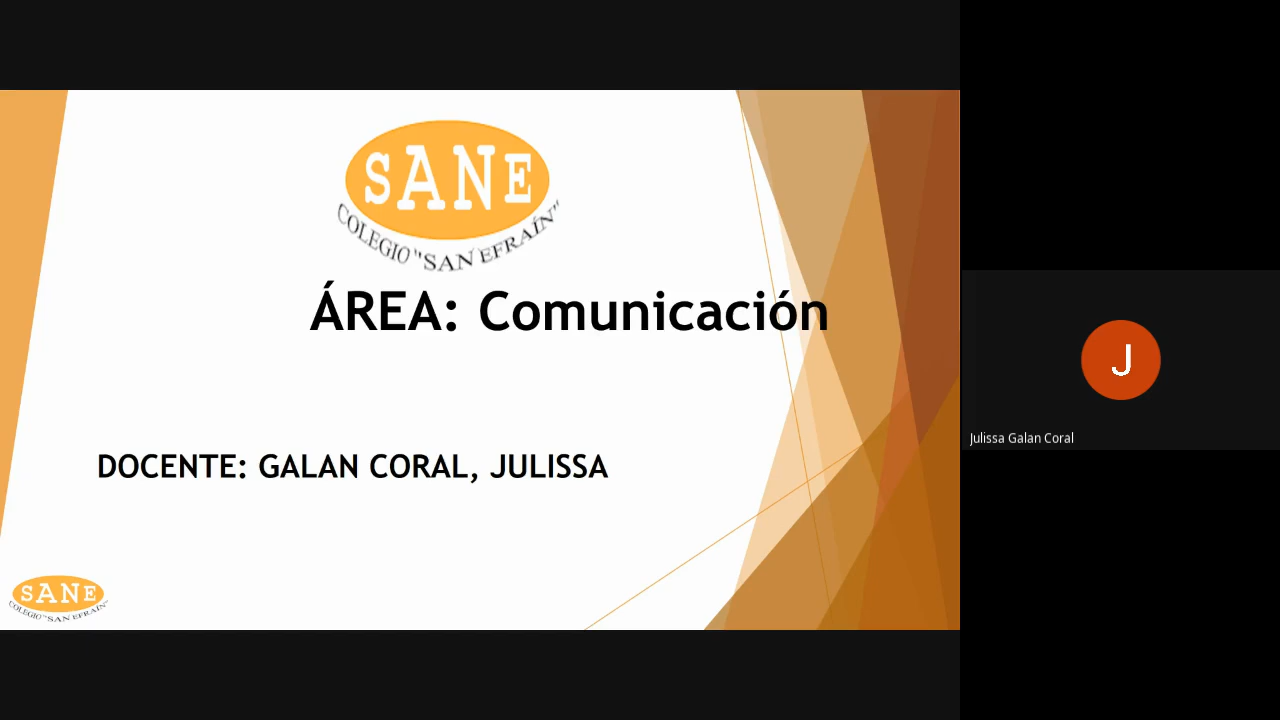 SANE
COLEGIO "SAN EFRAÍN"
ÁREA: Comunicación
DOCENTE: GALAN CORAL, JULISSA
SANE
COLEGIO "SAN EFRAÍN"
J
Julissa Galan Coral